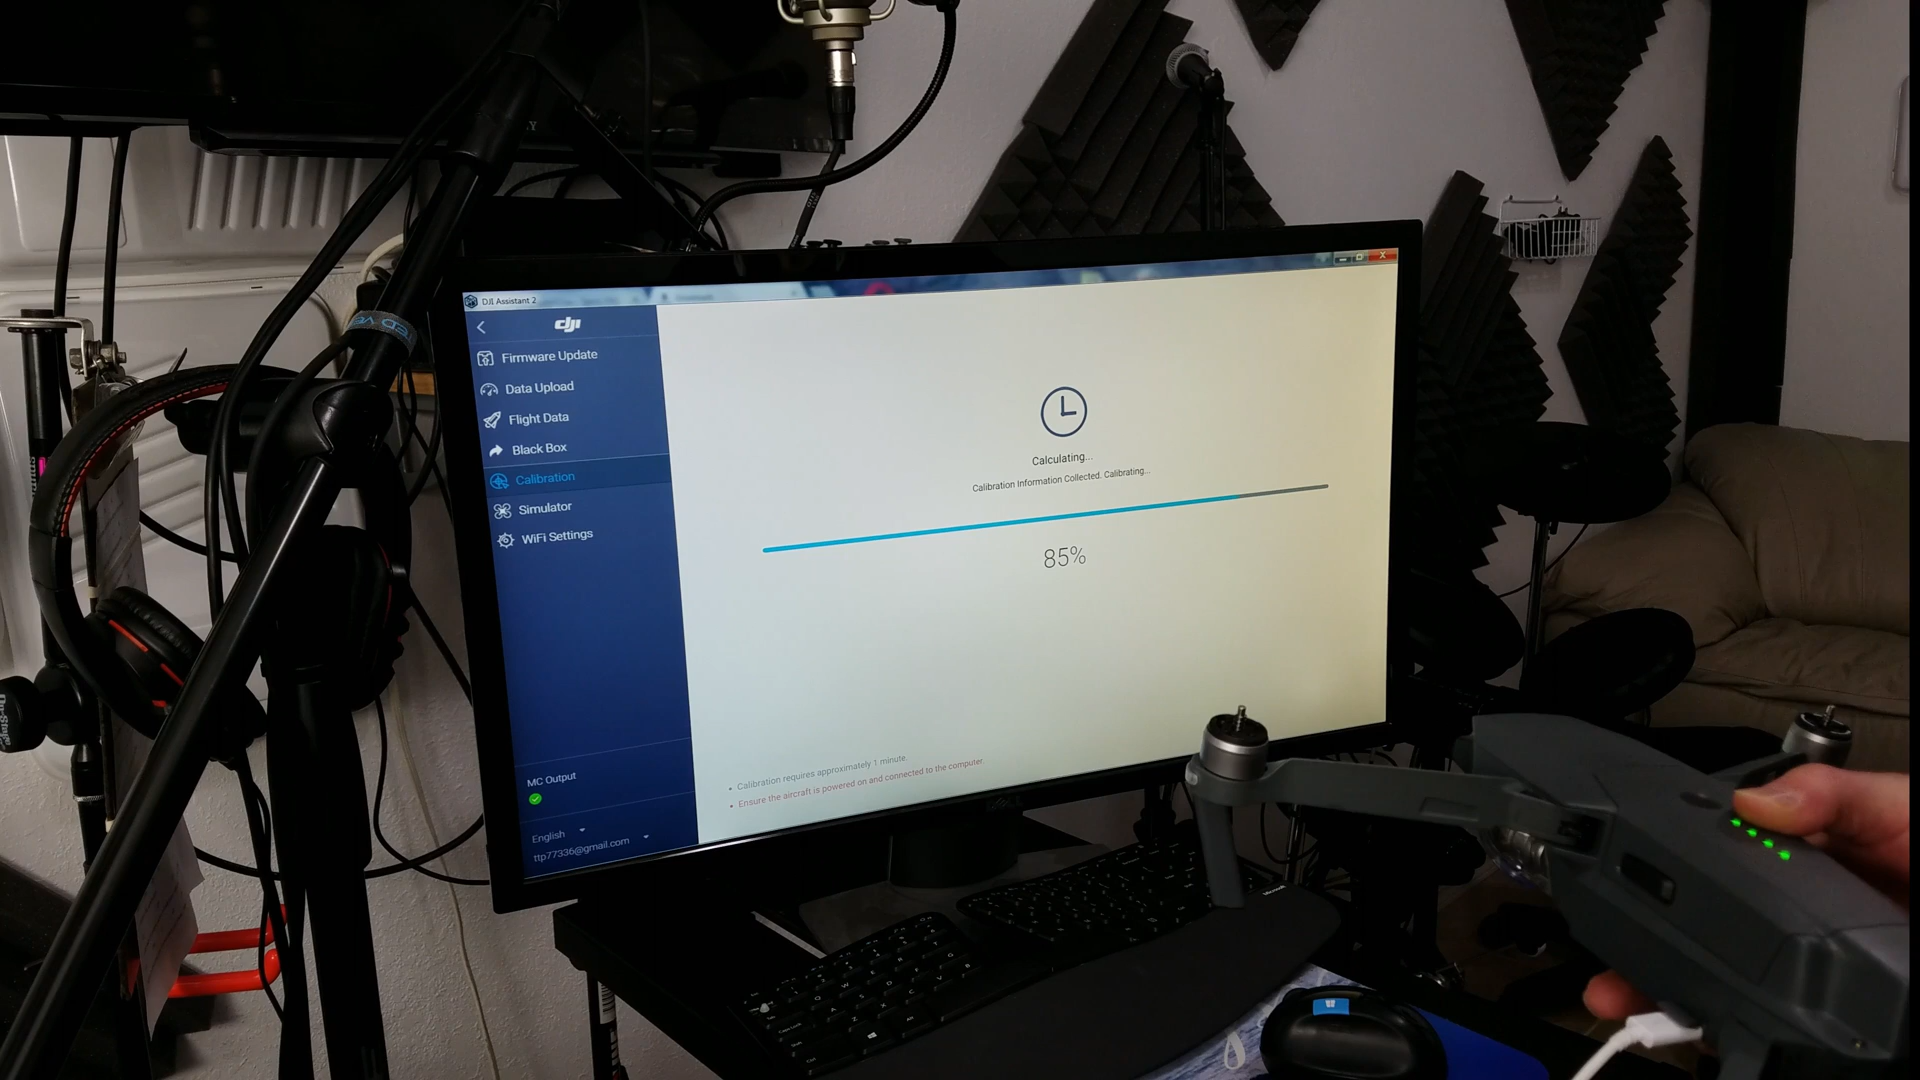 DJI Assistant 2
dji
Firmware Update
Data Upload
Flight Data
Black Box
Calibration
Simulator
WiFi Settings
Calculating...
Calibration Information Collected. Calibrating...
85%
• Calibration requires approximately 1 minute.
• Ensure the aircraft is powered on and connected to the computer.
MC Output
English
ttp77336@gmail.com
DELL
Microsoft